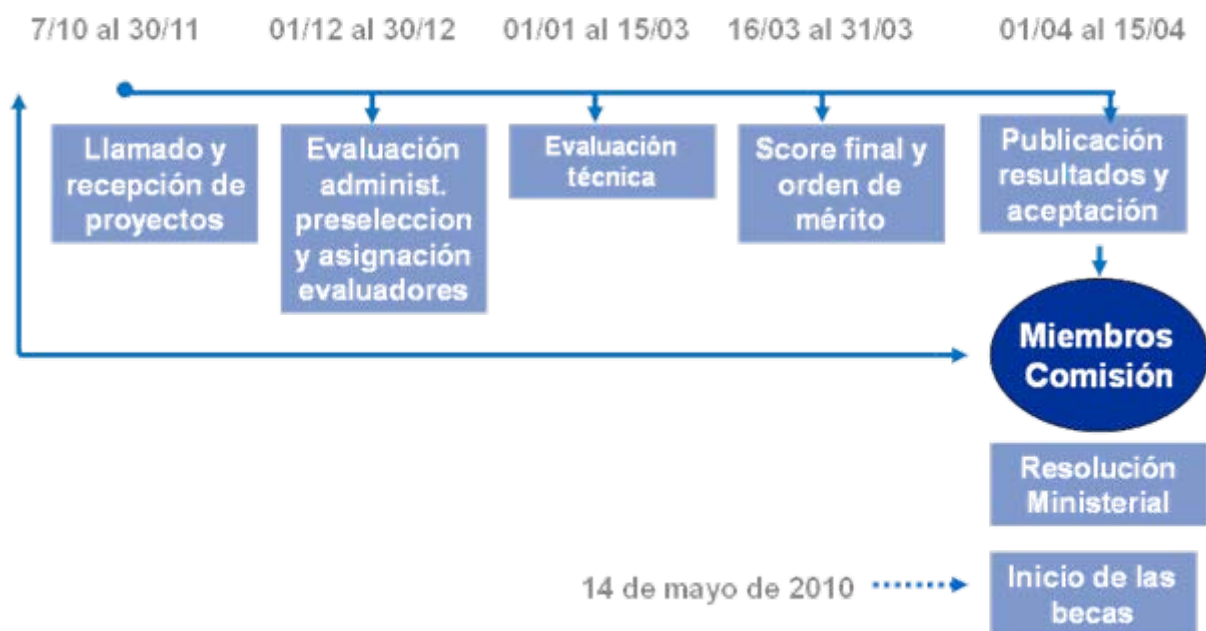 7/10 al 30/11
01/12 al 30/12
01/01 al 15/03
16/03 al 31/03
01/04 al 15/04
Llamado y
recepción de
proyectos
Evaluación
administ.
preseleccion
y asignación
evaluadores
Evaluación
técnica
Score final y
orden de
mérito
Publicación
resultados y
aceptación
Miembros
Comisión
Resolución
Ministerial
14 de mayo de 2010
Inicio de las
becas